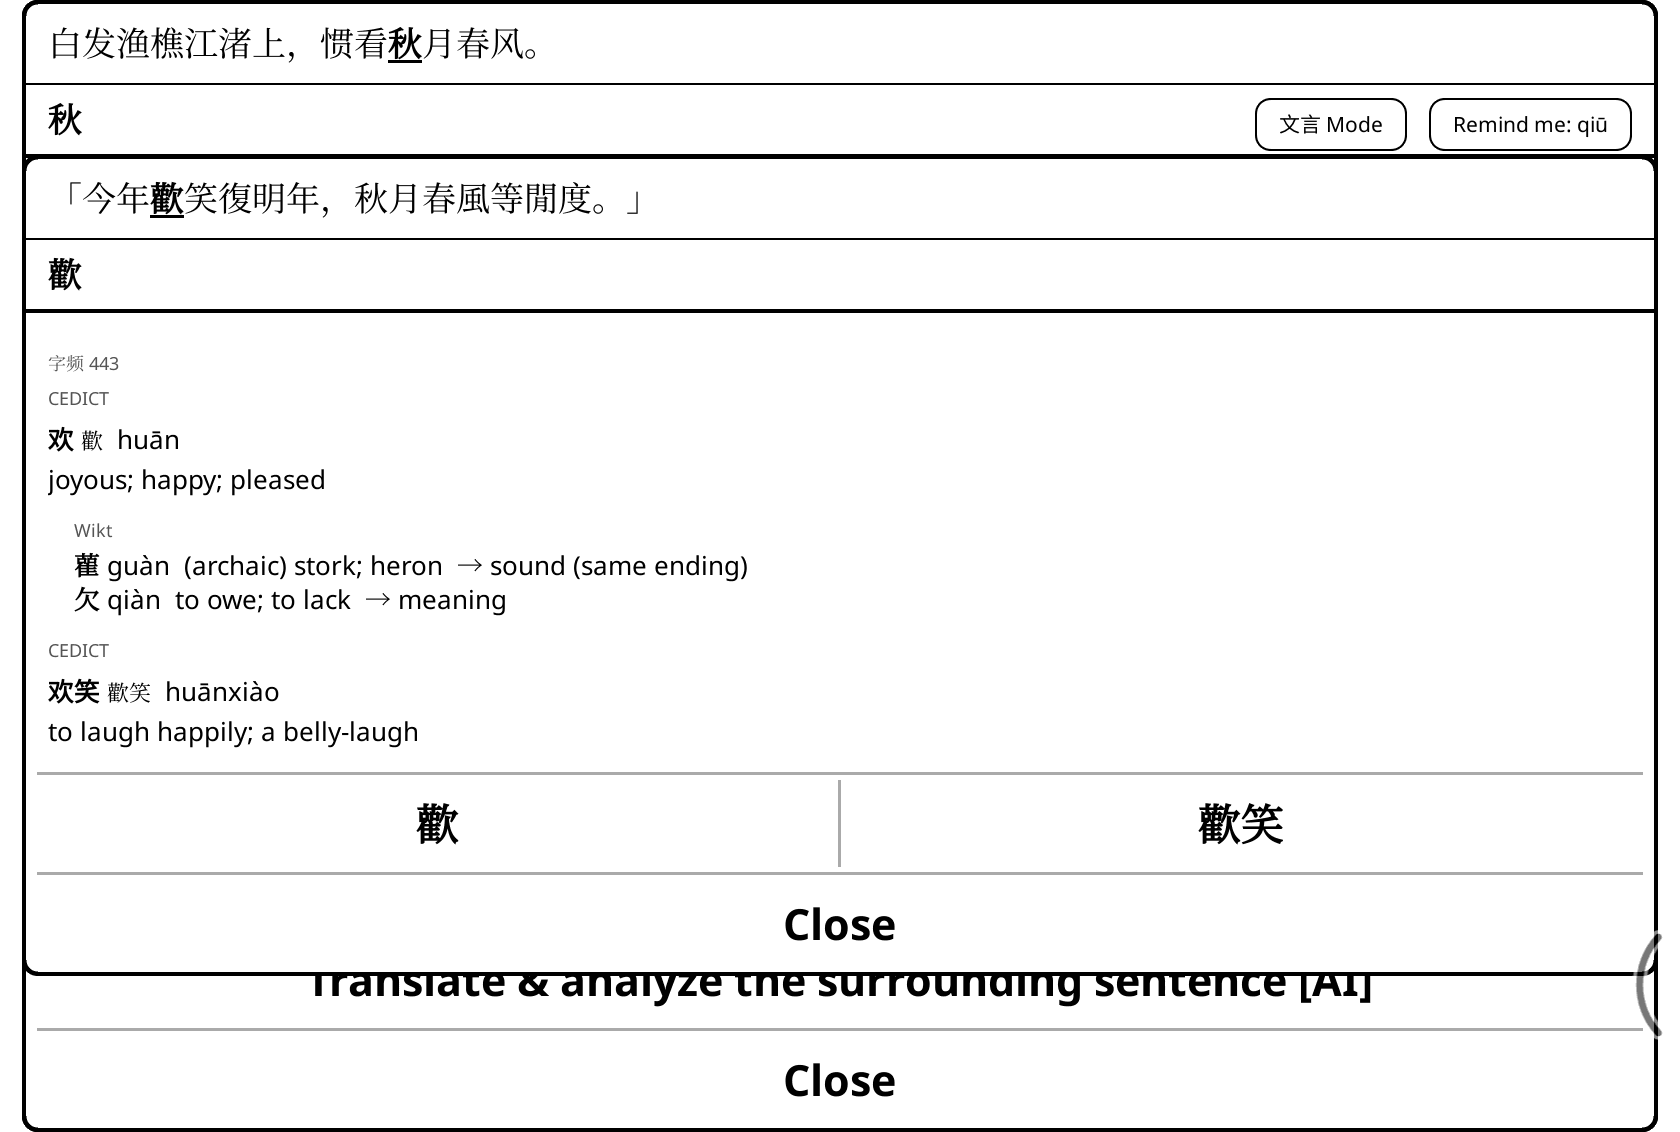 白发渔樵江渚上，惯看秋月春风。
秋
文言 Mode
Remind me: qiū
「今年歡笑復明年，秋月春風等閒度。」
歡
字频 443
CEDICT
欢 歡 huān
joyous; happy; pleased
Wikt
雚 guàn (archaic) stork; heron → sound (same ending)
欠 qiàn to owe; to lack → meaning
CEDICT
欢笑 歡笑 huānxiào
to laugh happily; a belly-laugh
歡
歡笑
Close
Translate & analyze the surrounding sentence [AI]
Close